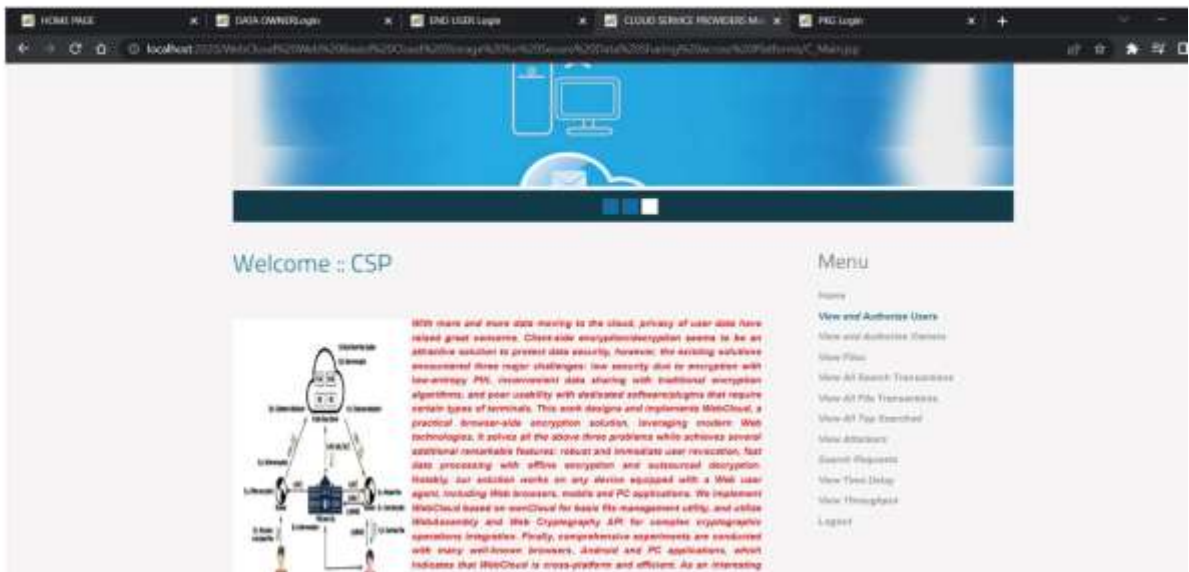 HOME PAGE
DATA OWNERLogin
END USER Login
CLOUD SERVICE PROVIDERS M
PKG Login
localhost
Welcome :: CSP
Menu
With more and more data moving to the cloud, privacy of user data have
raised great concerns. Client-side encryption/decryption seems to be an
attractive solution to protect data security, however, the existing solutions
encountered three major challenges: low security due to encryption with
low-entropy PIN, inconvenient data sharing with traditional encryption
algorithms, and poor usability with dedicated software/plugins that require
certain types of terminals. This work designs and implements WebCloud, a
practical browser-side encryption solution, leveraging modern Web
technologies. It solves all the above three problems while achieves several
additional remarkable features: robust and immediate user revocation, fast
data processing with offline encryption and outsourced decryption.
Notably, our solution works on any device equipped with a Web user
agent, including Web browsers, mobile and PC applications. We implement
WebCloud based on ownCloud for basic file management utility, and utilize
WebAssembly and Web Cryptography API for complex cryptographic
operations integration. Finally, comprehensive experiments are conducted
with many well-known browsers, Android and PC applications, which
indicates that WebCloud is cross-platform and efficient. As an interesting
Home
View and Authorize Users
View and Authorize Owners
View Files
View All Search Transactions
View All File Transactions
View All Top Searched
View Attackers
Search Requests
View Time Delay
View Throughput
Logout